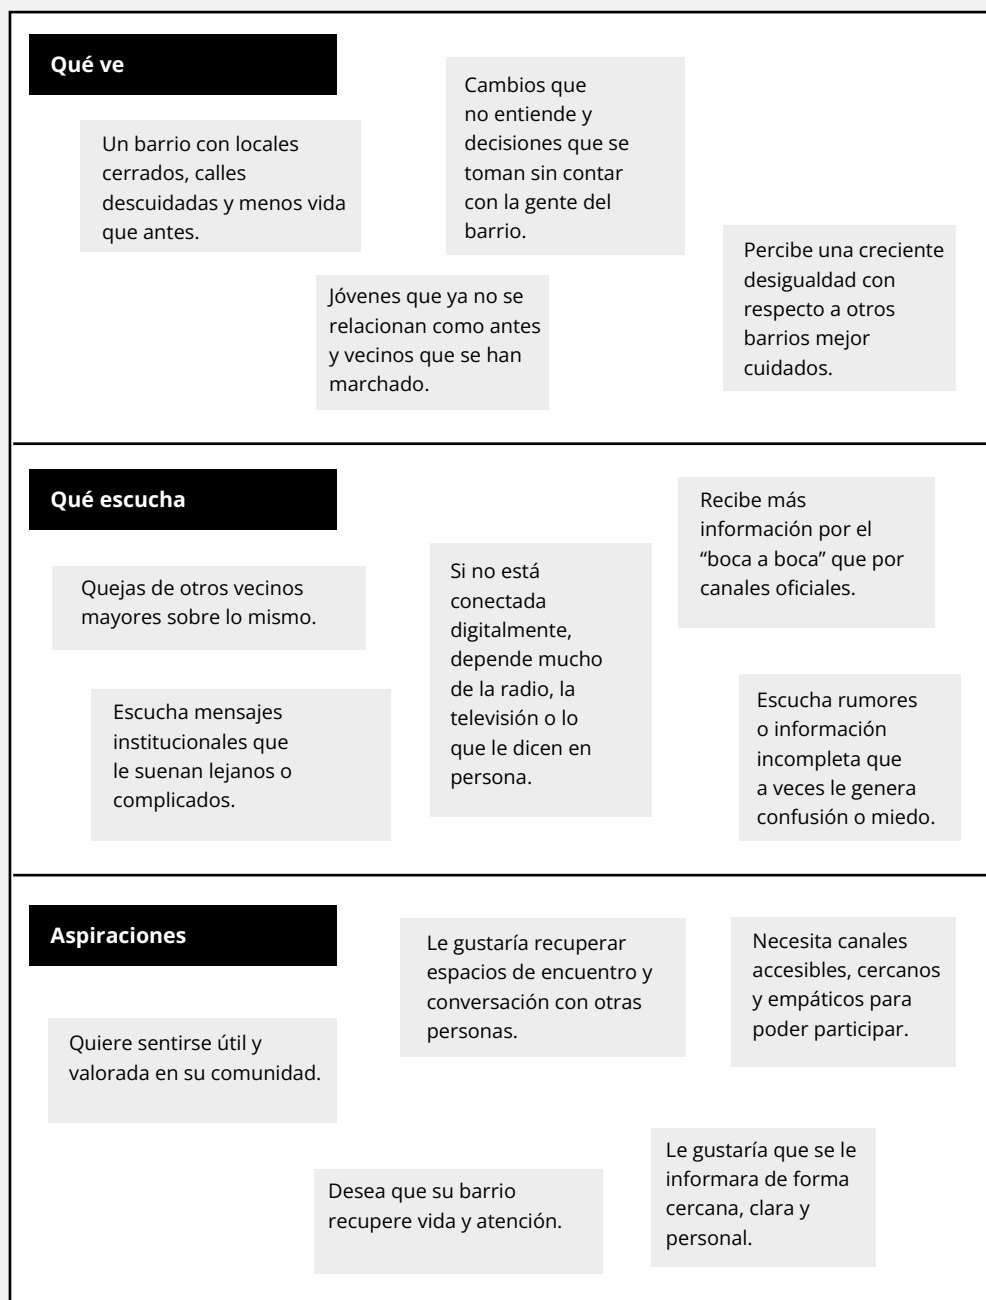 Qué ve
Un barrio con locales
cerrados, calles
descuidadas y menos vida
que antes.
Cambios que
no entiende y
decisiones que se
toman sin contar
con la gente del
barrio.
Jóvenes que ya no se
relacionan como antes
y vecinos que se han
marchado.
Percibe una creciente
desigualdad con
respecto a otros
barrios mejor
cuidados.
Qué escucha
Quejas de otros vecinos
mayores sobre lo mismo.
Escucha mensajes
institucionales que
le suenan lejanos o
complicados.
Si no está
conectada
digitalmente,
depende mucho
de la radio, la
televisión o lo
que le dicen en
persona.
Recibe más
información por el
“boca a boca” que por
canales oficiales.
Escucha rumores
o información
incompleta que
a veces le genera
confusión o miedo.
Aspiraciones
Quiere sentirse útil y
valorada en su comunidad.
Le gustaría recuperar
espacios de encuentro y
conversación con otras
personas.
Necesita canales
accesibles, cercanos
y empáticos para
poder participar.
Desea que su barrio
recupere vida y atención.
Le gustaría que se le
informara de forma
cercana, clara y
personal.